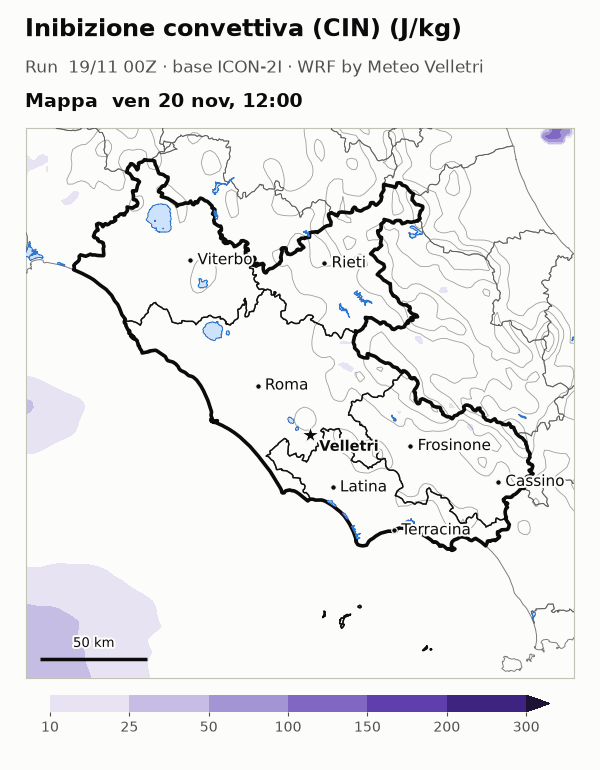 Inibizione convettiva (CIN) (J/kg)
Run  19/11 00Z · base ICON-2I · WRF by Meteo Velletri
Mappa  ven 20 nov, 12:00
Viterbo
Rieti
Roma
Velletri
Frosinone
Cassino
Latina
Terracina
50 km
10 25 50 100 150 200 300